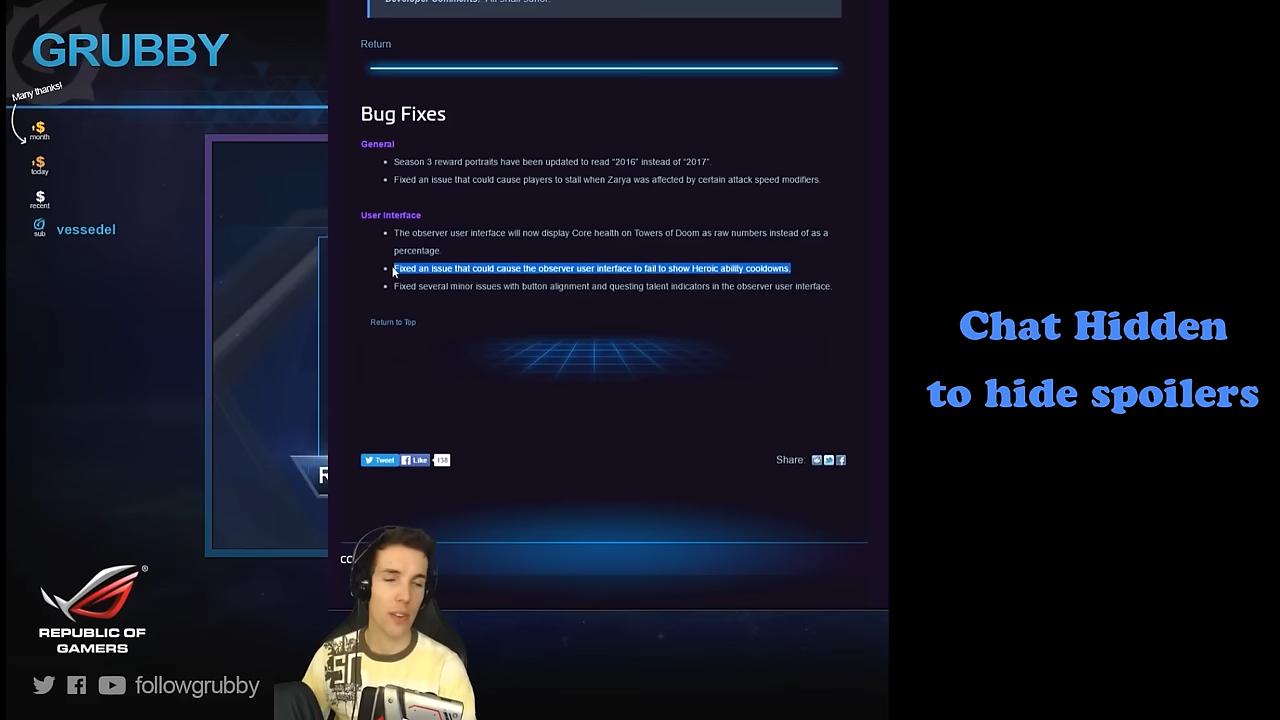 GRUBBY
Many thanks!
month
today
recent
sub
vessedel
Return
Bug Fixes
General
Season 3 reward portraits have been updated to read "2016" instead of "2017".
Fixed an issue that could cause players to stall when Zarya was affected by certain attack speed modifiers.
User Interface
The observer user interface will now display Core health on Towers of Doom as raw numbers instead of as a
percentage.
Fixed an issue that could cause the observer user interface to fail to show Heroic ability cooldowns.
Fixed several minor issues with button alignment and questing talent indicators in the observer user interface.
Return to Top
Tweet
Like
138
Share:
Chat Hidden
to hide spoilers
REPUBLIC OF
GAMERS
followgrubby